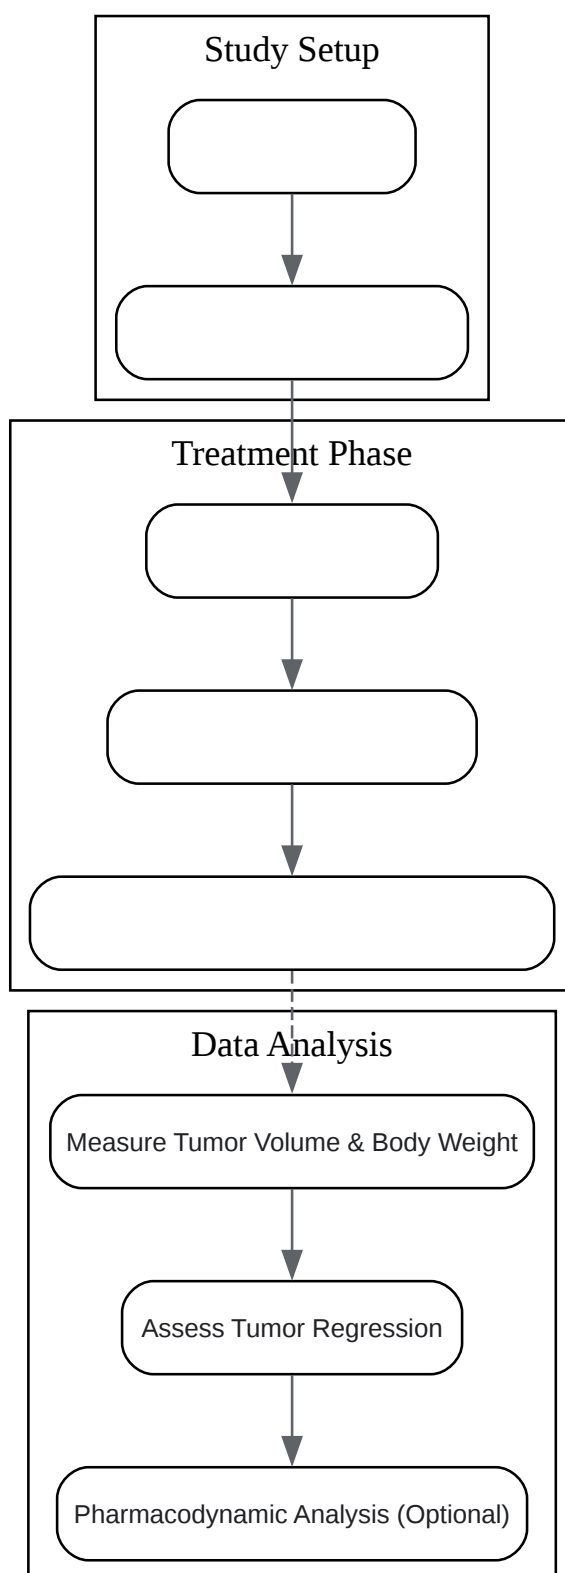 Study Setup
Treatment Phase
Data Analysis
Measure Tumor Volume & Body Weight
Assess Tumor Regression
Pharmacodynamic Analysis (Optional)